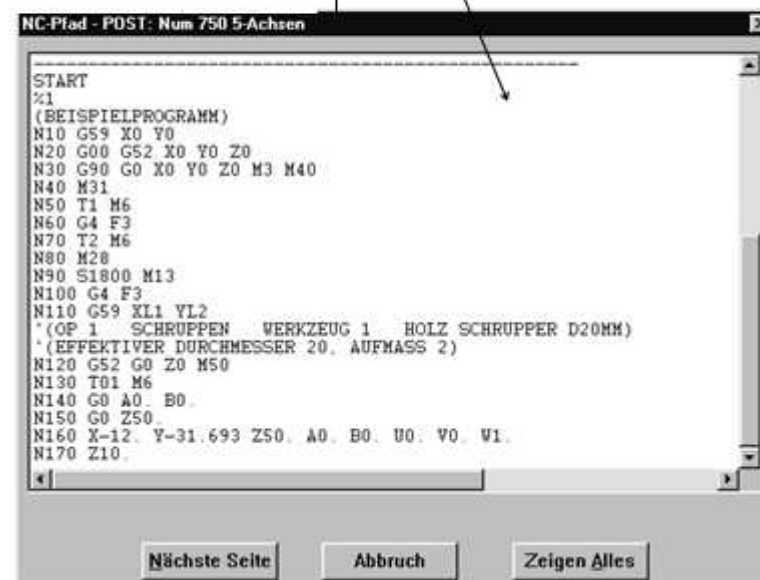 NC-Pfad - POST: Num 750 5-Achsen
START
%1
(BEISPIELPROGRAMM)
N10 G59 X0 Y0
N20 G00 G52 X0 Y0 Z0
N30 G90 G0 X0 Y0 Z0 M3 M40
N40 M31
N50 T1 M6
N60 G4 F3
N70 T2 M6
N80 M28
N90 S1800 M13
N100 G4 F3
N110 G59 XL1 YL2
'(OP 1 SCHRUPPEN WERKZEUG 1 HOLZ SCHRUPPER D20MM)
'(EFFEKTIVER DURCHMESSER 20, AUFMASS 2)
N120 G52 G0 Z0 M50
N130 T01 M6
N140 G0 A0. B0.
N150 G0 Z50.
N160 X-12. Y-31.693 Z50. A0. B0. U0. V0. W1.
N170 Z10.
Nächste Seite Abbruch Zeigen Alles